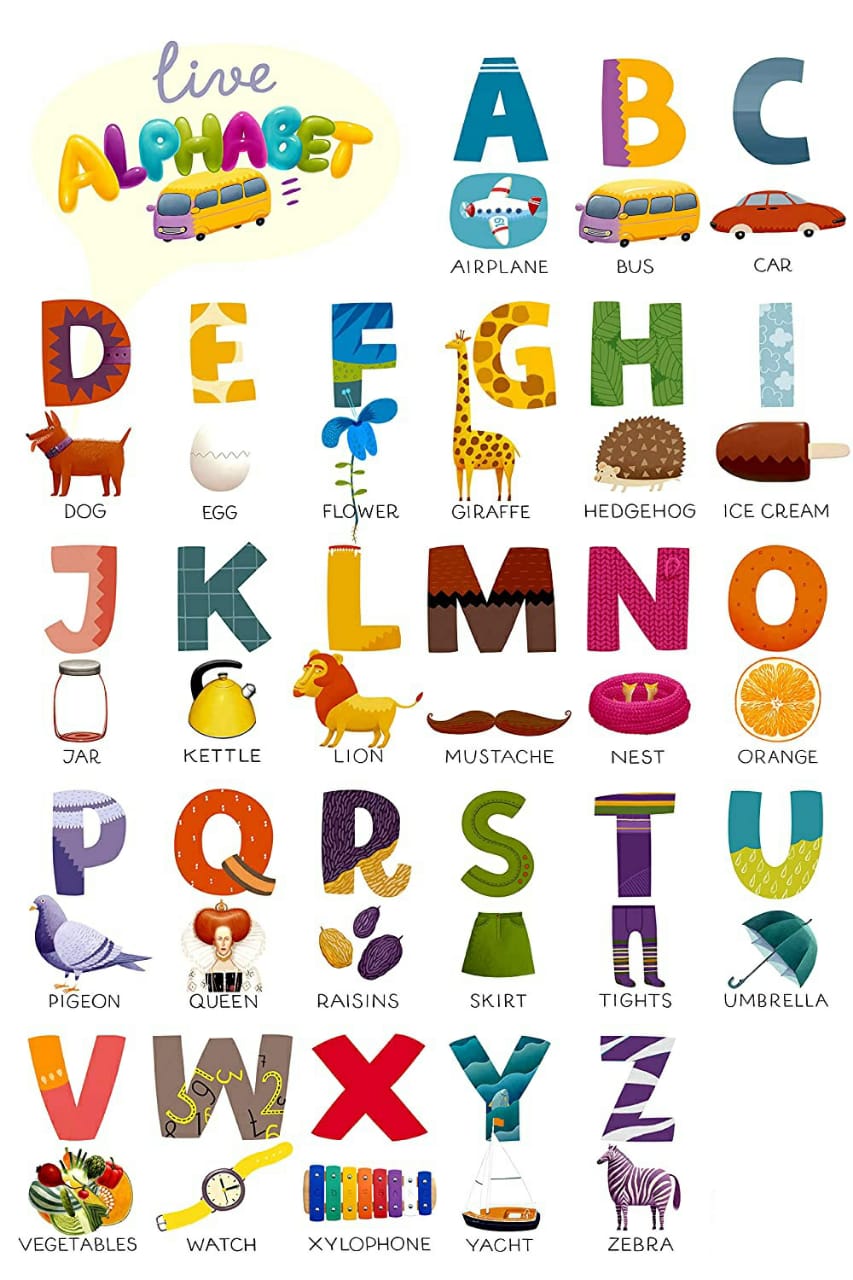 live
ALPHABET
A B C
AIRPLANE BUS CAR
D E F G H I
DOG EGG FLOWER GIRAFFE HEDGEHOG ICE CREAM
J K L M N O
JAR KETTLE LION MUSTACHE NEST ORANGE
P Q R S T U
PIGEON QUEEN RAISINS SKIRT TIGHTS UMBRELLA
V W X Y Z
VEGETABLES WATCH XYLOPHONE YACHT ZEBRA